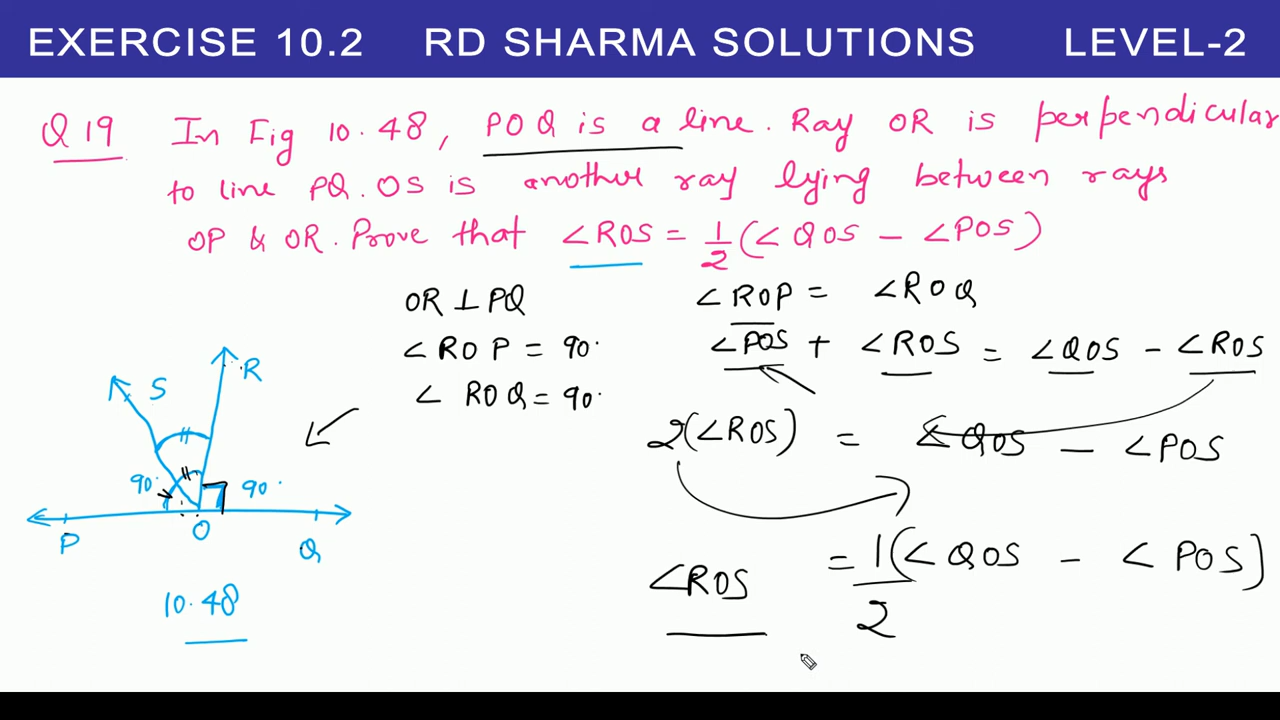 EXERCISE 10.2 RD SHARMA SOLUTIONS LEVEL-2
Q 19 In Fig 10.48, POQ is a line. Ray OR is perpendicular
to line PQ. OS is another ray lying between rays
OP & OR. Prove that ∠ROS = 1/2 (∠QOS - ∠POS)
OR ⊥ PQ
∠ROP = 90°
∠ROQ = 90°
∠ROP = ∠ROQ
∠POS + ∠ROS = ∠QOS - ∠ROS
2(∠ROS) = ∠QOS - ∠POS
∠ROS = 1/2 (∠QOS - ∠POS)
S R
90° 90°
P O Q
10.48